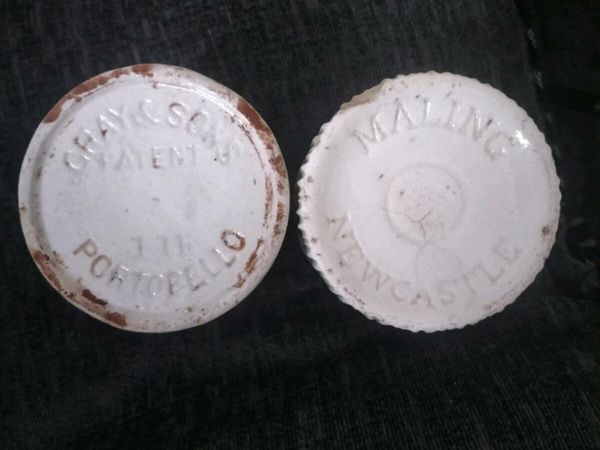 GRAY & SONS
PATENT
PORTOBELLO
MALING
NEWCASTLE